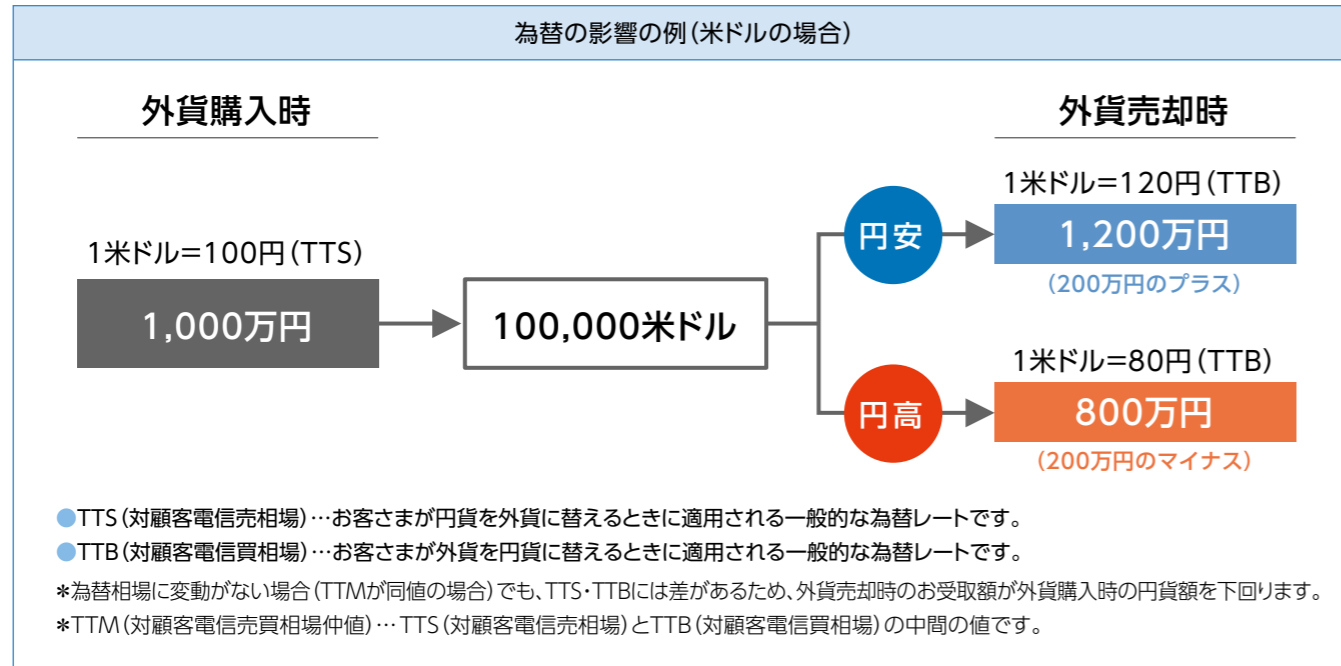 為替の影響の例（米ドルの場合）
外貨購入時
外貨売却時
1米ドル＝100円（TTS）
1,000万円
100,000米ドル
円安
1米ドル＝120円（TTB）
1,200万円
（200万円のプラス）
円高
1米ドル＝80円（TTB）
800万円
（200万円のマイナス）
●TTS（対顧客電信売相場）…お客さまが円貨を外貨に替えるときに適用される一般的な為替レートです。
●TTB（対顧客電信買相場）…お客さまが外貨を円貨に替えるときに適用される一般的な為替レートです。
＊為替相場に変動がない場合（TTMが同値の場合）でも、TTS・TTBには差があるため、外貨売却時のお受取額が外貨購入時の円貨額を下回ります。
＊TTM（対顧客電信売買相場仲値）…TTS（対顧客電信売相場）とTTB（対顧客電信買相場）の中間の値です。